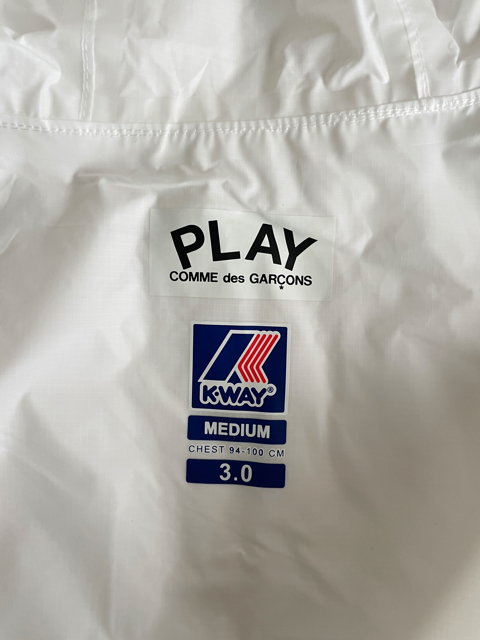 PLAY
COMME des GARÇONS
K-WAY®
MEDIUM
CHEST 94-100 CM
3.0